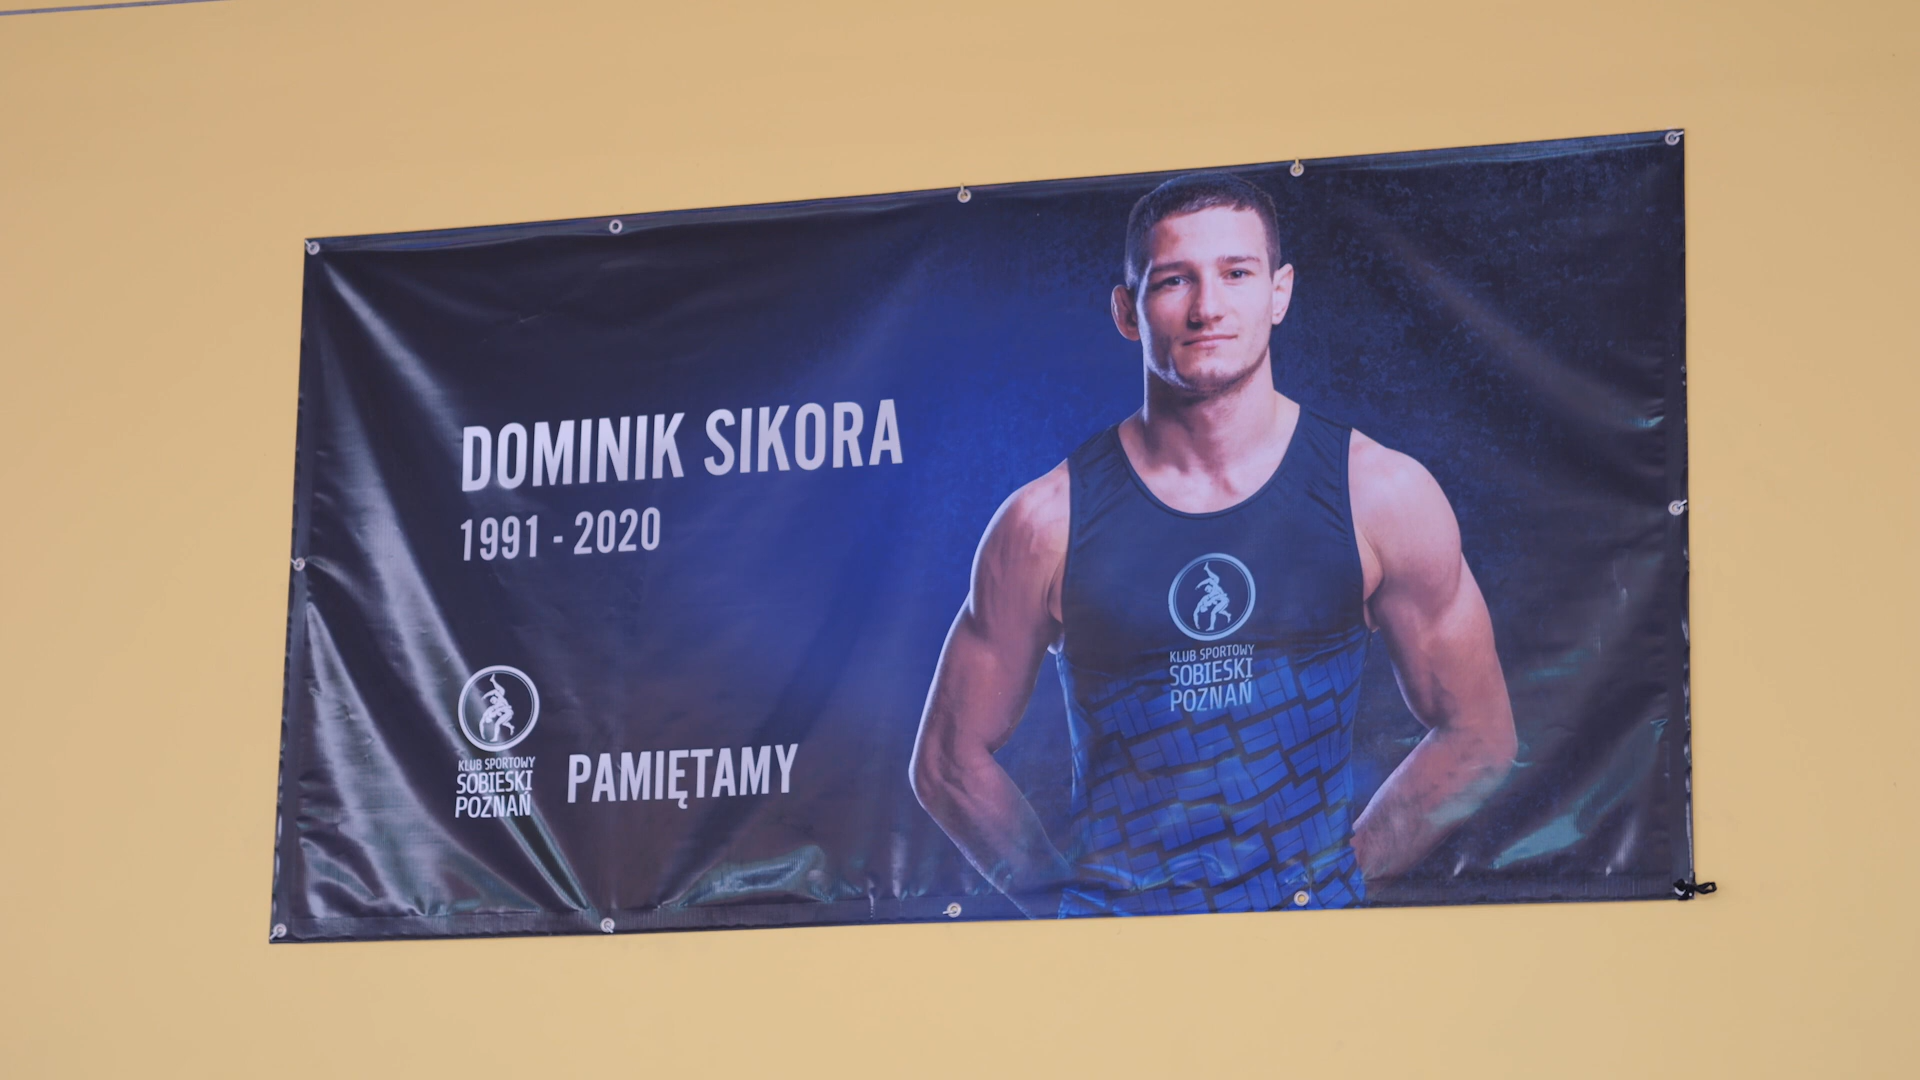 DOMINIK SIKORA
1991 - 2020
KLUB SPORTOWY
SOBIESKI
POZNAŃ
PAMIĘTAMY
KLUB SPORTOWY
SOBIESKI
POZNAŃ